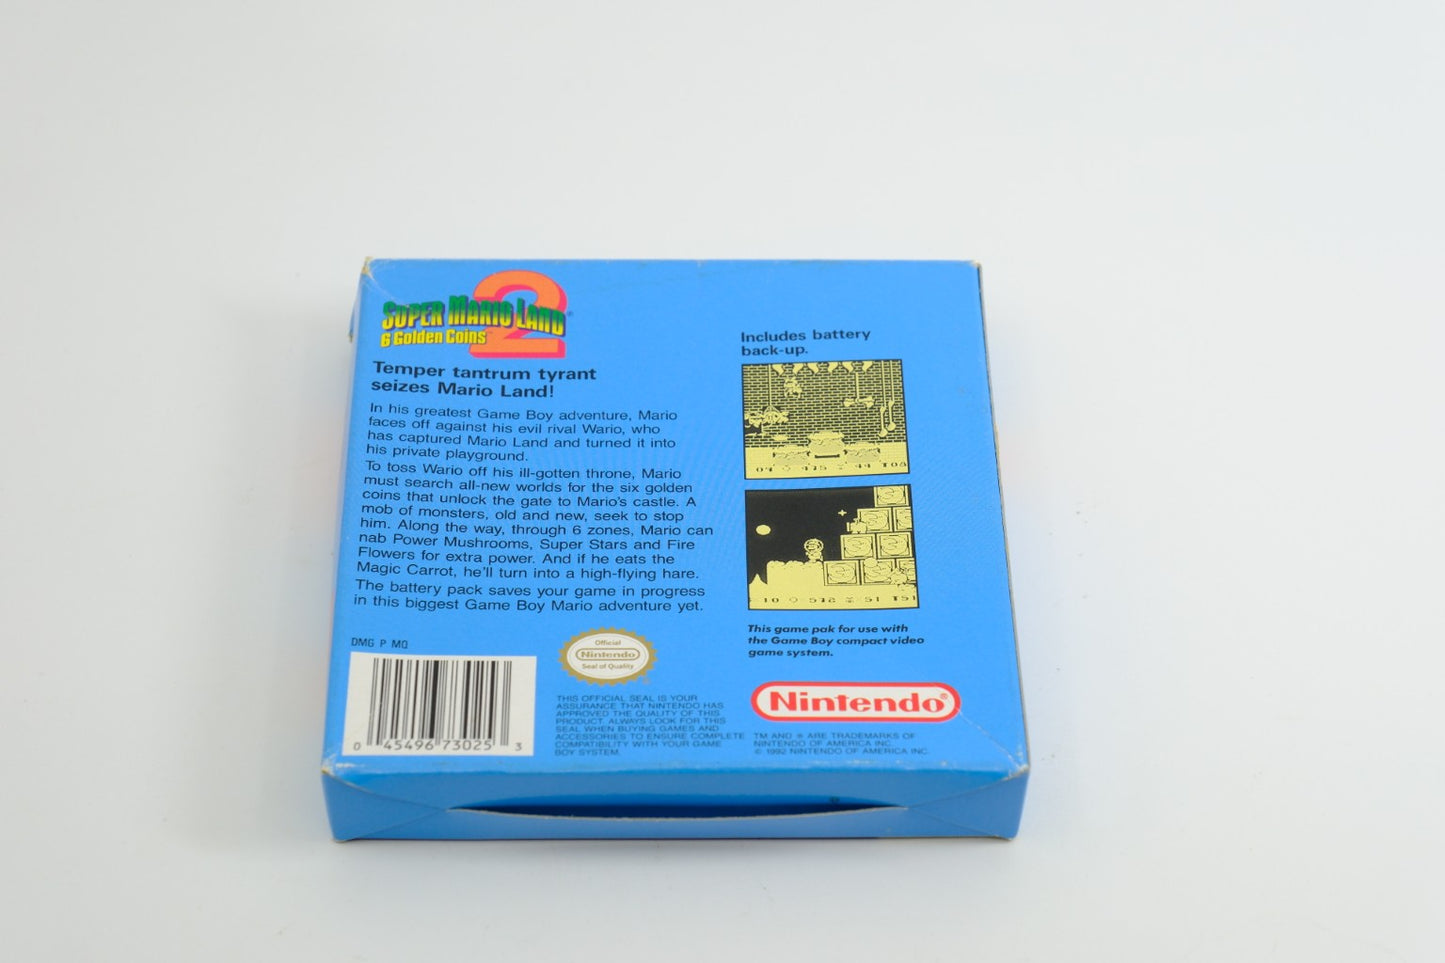 SUPER MARIO LAND® 2
6 Golden Coins™
Temper tantrum tyrant
seizes Mario Land!
In his greatest Game Boy adventure, Mario
faces off against his evil rival Wario, who
has captured Mario Land and turned it into
his private playground.
To toss Wario off his ill-gotten throne, Mario
must search all-new worlds for the six golden
coins that unlock the gate to Mario's castle. A
mob of monsters, old and new, seek to stop
him. Along the way, through 6 zones, Mario can
nab Power Mushrooms, Super Stars and Fire
Flowers for extra power. And if he eats the
Magic Carrot, he'll turn into a high-flying hare.
The battery pack saves your game in progress
in this biggest Game Boy Mario adventure yet.
DMG P MQ
0 45496 73025 3
Official
Nintendo
Seal of Quality
THIS OFFICIAL SEAL IS YOUR
ASSURANCE THAT NINTENDO HAS
APPROVED THE QUALITY OF THIS
PRODUCT. ALWAYS LOOK FOR THIS
SEAL WHEN BUYING GAMES AND
ACCESSORIES TO ENSURE COMPLETE
COMPATIBILITY WITH YOUR GAME
BOY SYSTEM.
Includes battery
back-up.
04 425 44 T08
10 512 51 T51
This game pak for use with
the Game Boy compact video
game system.
Nintendo®
TM AND ® ARE TRADEMARKS OF
NINTENDO OF AMERICA INC.
© 1992 NINTENDO OF AMERICA INC.